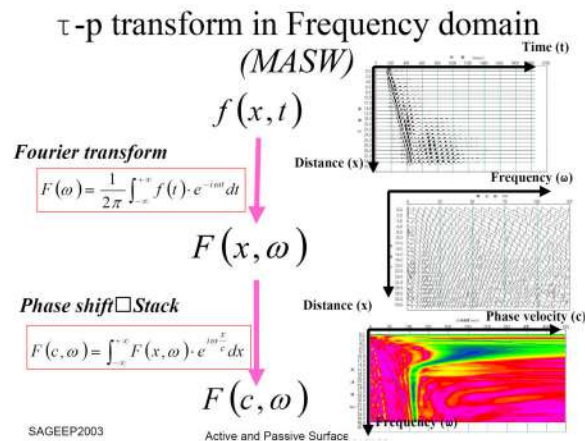 τ-p transform in Frequency domain
(MASW)
Time (t)
f(x,t)
Fourier transform
Distance (x)
F(ω) = 1/2π ∫_{-∞}^{+∞} f(t)·e^{-iωt}dt
Frequency (ω)
F(x,ω)
Distance (x)
Phase shift□Stack
Phase velocity (c)
F(c,ω) = ∫_{-∞}^{+∞} F(x,ω)·e^{iω x/c}dx
F(c,ω)
Frequency (ω)
SAGEEP2003
Active and Passive Surface